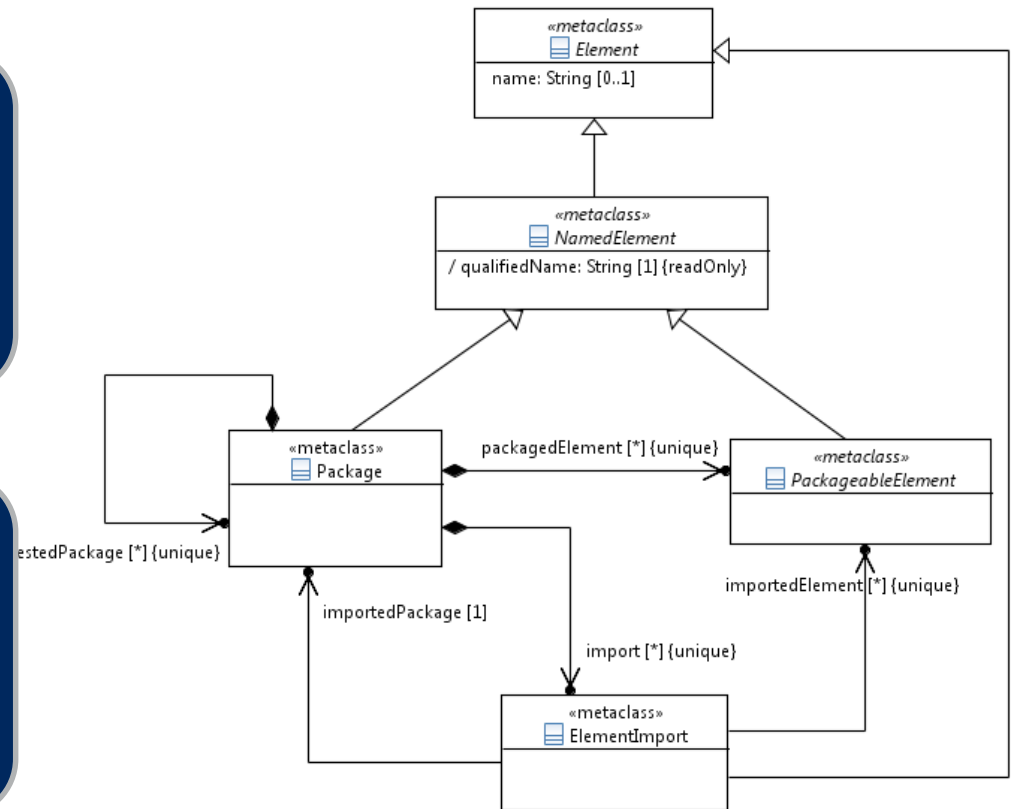 «metaclass»
Element
name: String [0..1]
«metaclass»
NamedElement
/ qualifiedName: String [1] {readOnly}
«metaclass»
Package
packagedElement [*] {unique}
«metaclass»
PackageableElement
estedPackage [*] {unique}
importedPackage [1]
importedElement [*] {unique}
import [*] {unique}
«metaclass»
ElementImport